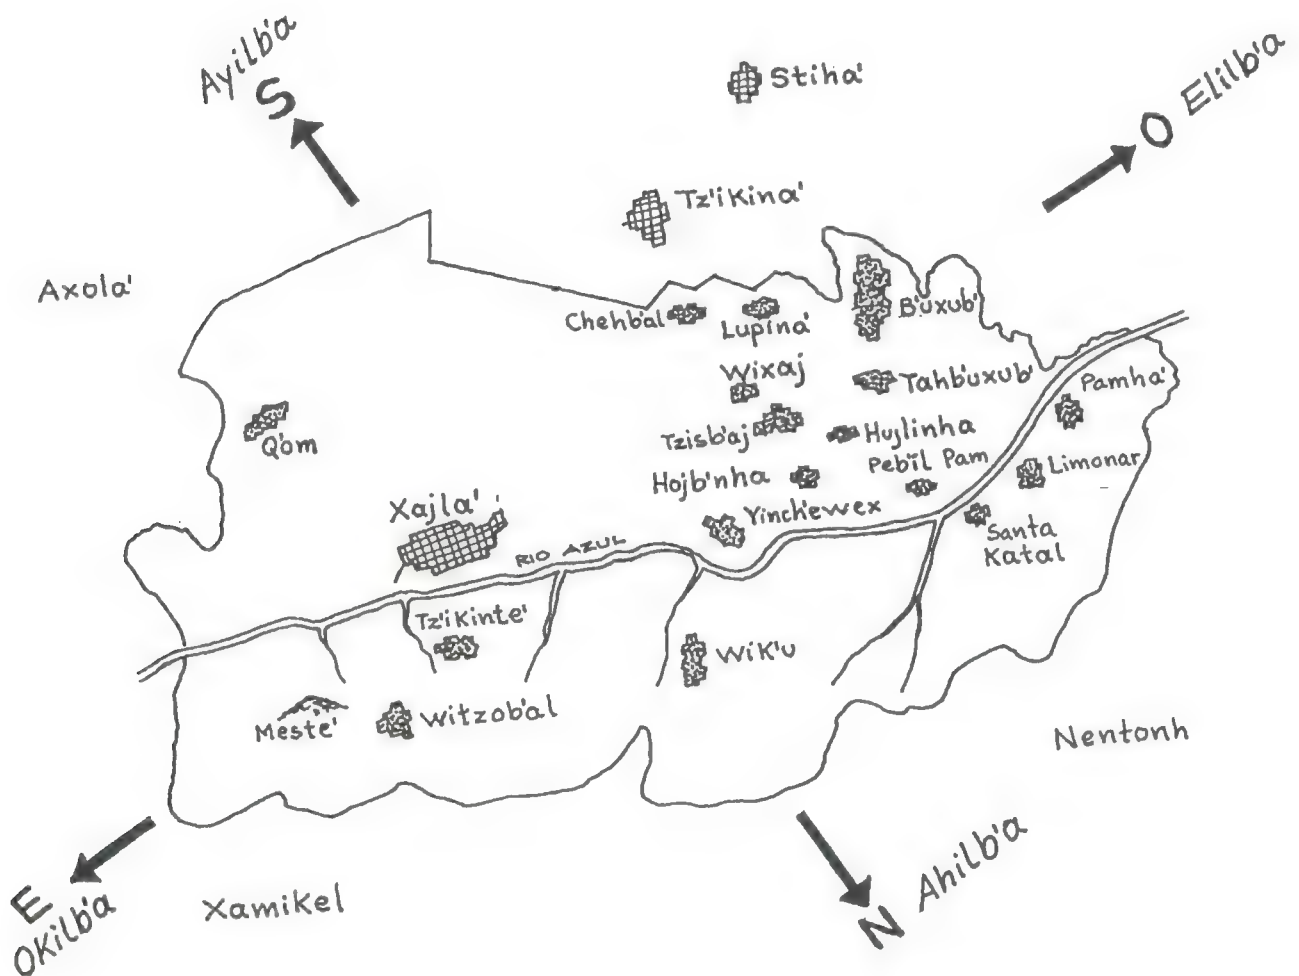 Ayilb'a
S
Stiha'
O
Elilb'a
Tz'ikina'
Axola'
Chehb'al
Lupina'
B'uxub'
Wixaj
Tahb'uxub'
Pamha'
Tzisb'aj
Hujlinha
Q'om
Hojb'nha
Peb'il Pam
Limonar
Xajla'
Yinch'ewex
Santa
Katal
RIO AZUL
Tz'ikinte'
Wik'u
Meste'
Witzob'al
Nentonh
E
Okilb'a
Xamikel
N
Ahilb'a